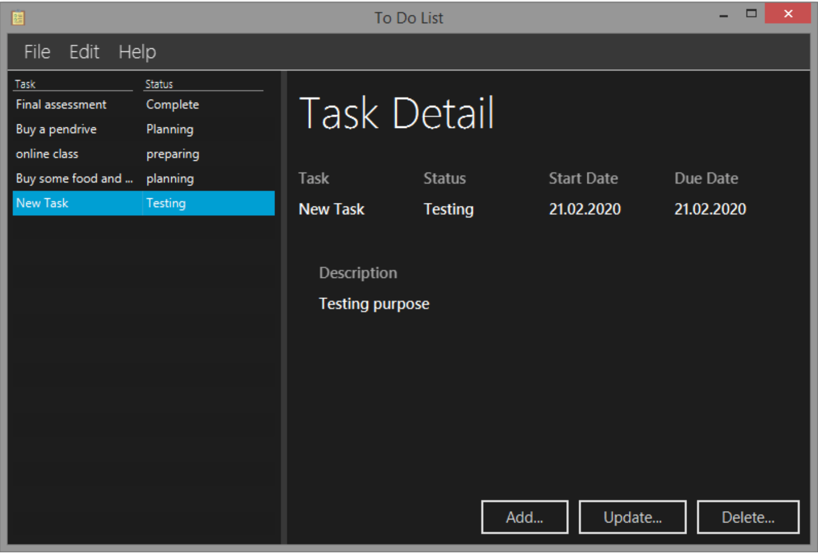 To Do List
File Edit Help
Task Status
Final assessment Complete
Buy a pendrive Planning
online class preparing
Buy some food and ... planning
New Task Testing
Task Detail
Task Status Start Date Due Date
New Task Testing 21.02.2020 21.02.2020
Description
Testing purpose
Add... Update... Delete...